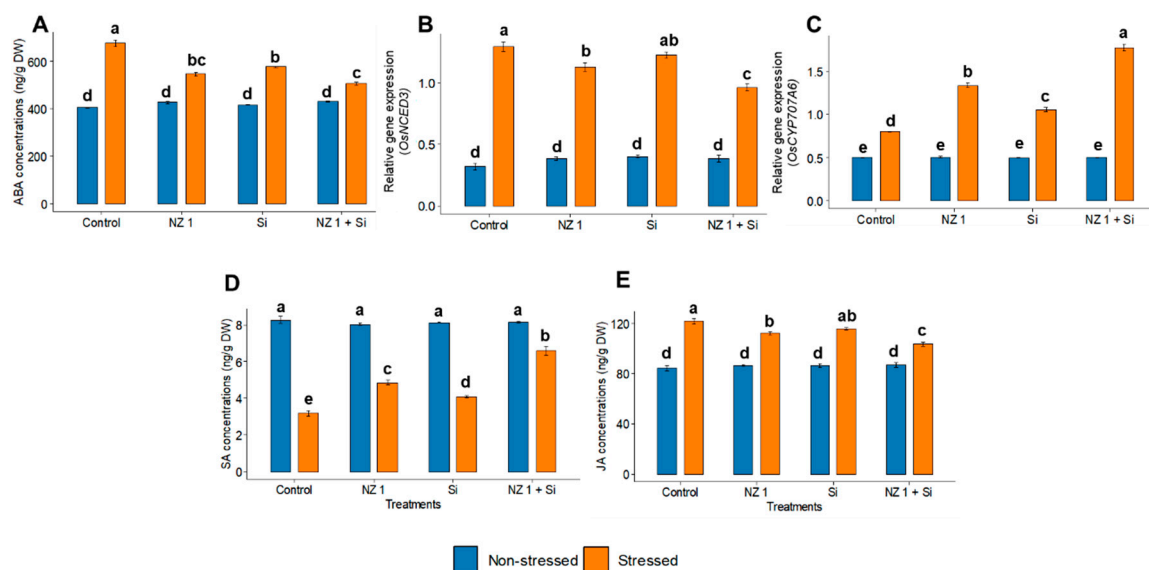 A
ABA concentrations (ng/g DW)
600
400
200
0
a
bc
b
c
d
d
d
d
Control
NZ 1
Si
NZ 1 + Si
B
Relative gene expression
(OsNCED3)
1.0
0.5
0.0
a
b
ab
c
d
d
d
d
Control
NZ 1
Si
NZ 1 + Si
C
Relative gene expression
(OsCYP707A6)
1.5
1.0
0.5
0.0
a
b
c
d
e
e
e
e
Control
NZ 1
Si
NZ 1 + Si
D
SA concentrations (ng/g DW)
8
6
4
2
0
a
a
a
a
b
c
d
e
Control
NZ 1
Si
NZ 1 + Si
Treatments
E
JA concentrations (ng/g DW)
120
80
40
0
a
b
ab
c
d
d
d
d
Control
NZ 1
Si
NZ 1 + Si
Treatments
Non-stressed
Stressed